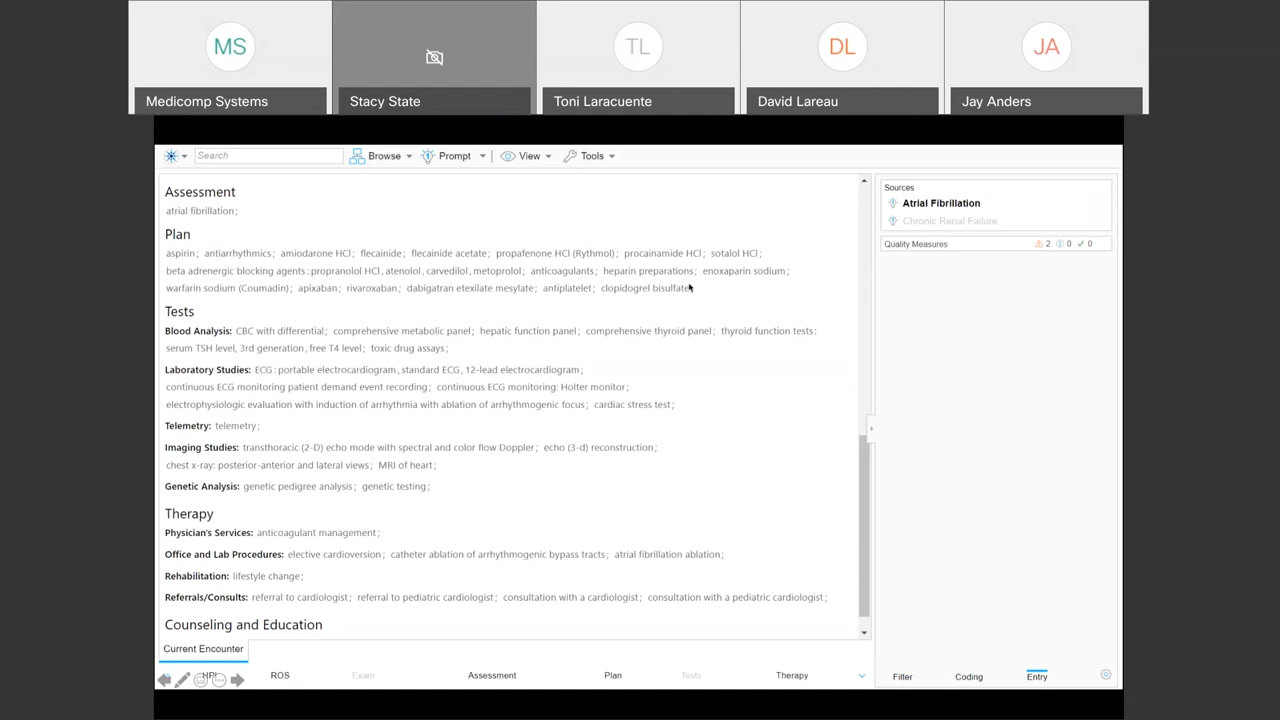 MS
TL
DL
JA
Medicomp Systems
Stacy State
Toni Laracuente
David Lareau
Jay Anders
Search
Browse
Prompt
View
Tools
Assessment
atrial fibrillation;
Plan
aspirin; antiarrhythmics; amiodarone HCl; flecainide; flecainide acetate; propafenone HCl (Rythmol); procainamide HCl; sotalol HCl;
beta adrenergic blocking agents: propranolol HCl, atenolol, carvedilol, metoprolol; anticoagulants; heparin preparations; enoxaparin sodium;
warfarin sodium (Coumadin); apixaban; rivaroxaban; dabigatran etexilate mesylate; antiplatelet; clopidogrel bisulfate
Tests
Blood Analysis: CBC with differential; comprehensive metabolic panel; hepatic function panel; comprehensive thyroid panel; thyroid function tests:
serum TSH level, 3rd generation, free T4 level; toxic drug assays;
Laboratory Studies: ECG: portable electrocardiogram, standard ECG, 12-lead electrocardiogram;
continuous ECG monitoring patient demand event recording; continuous ECG monitoring: Holter monitor;
electrophysiologic evaluation with induction of arrhythmia with ablation of arrhythmogenic focus; cardiac stress test;
Telemetry: telemetry;
Imaging Studies: transthoracic (2-D) echo mode with spectral and color flow Doppler; echo (3-d) reconstruction;
chest x-ray: posterior-anterior and lateral views; MRI of heart;
Genetic Analysis: genetic pedigree analysis; genetic testing;
Therapy
Physician's Services: anticoagulant management;
Office and Lab Procedures: elective cardioversion; catheter ablation of arrhythmogenic bypass tracts; atrial fibrillation ablation;
Rehabilitation: lifestyle change;
Referrals/Consults: referral to cardiologist; referral to pediatric cardiologist; consultation with a cardiologist; consultation with a pediatric cardiologist;
Counseling and Education
Current Encounter
HPI
ROS
Exam
Assessment
Plan
Tests
Therapy
Sources
Atrial Fibrillation
Chronic Renal Failure
Quality Measures 2 0 0
Filter
Coding
Entry